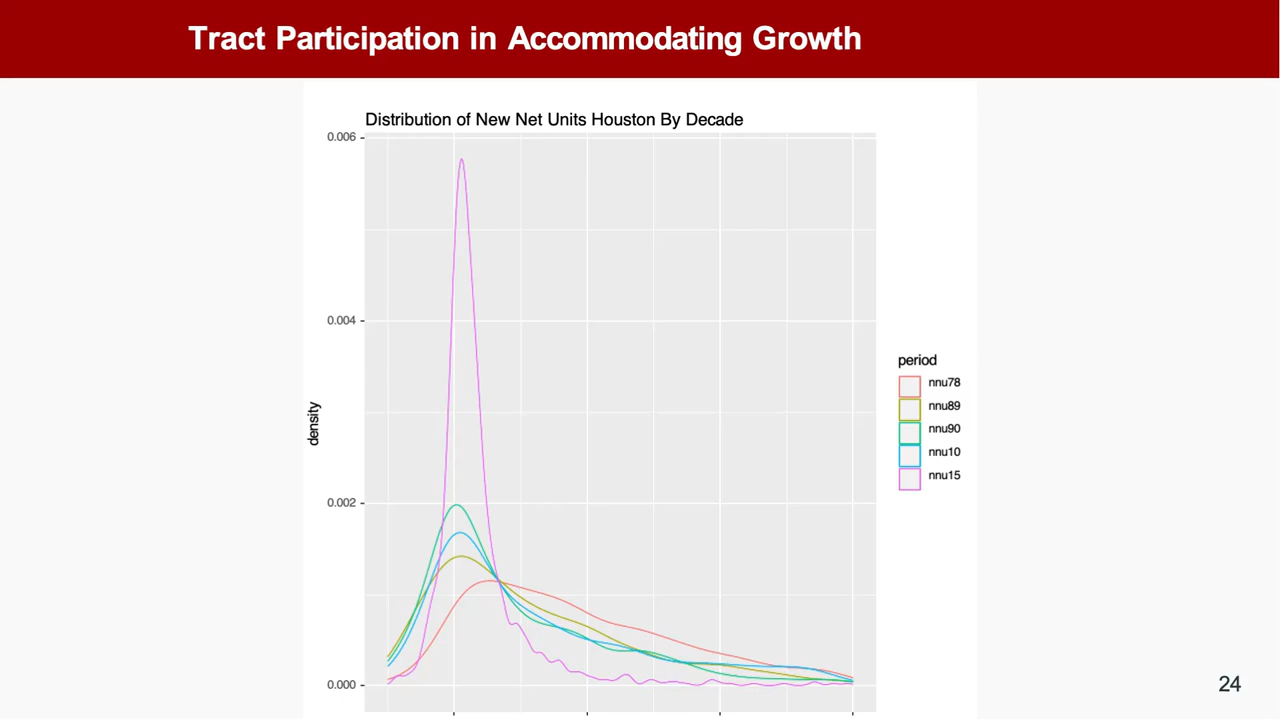 Tract Participation in Accommodating Growth
Distribution of New Net Units Houston By Decade
0.006
0.004
0.002
0.000
density
period
nnu78
nnu89
nnu90
nnu10
nnu15
24